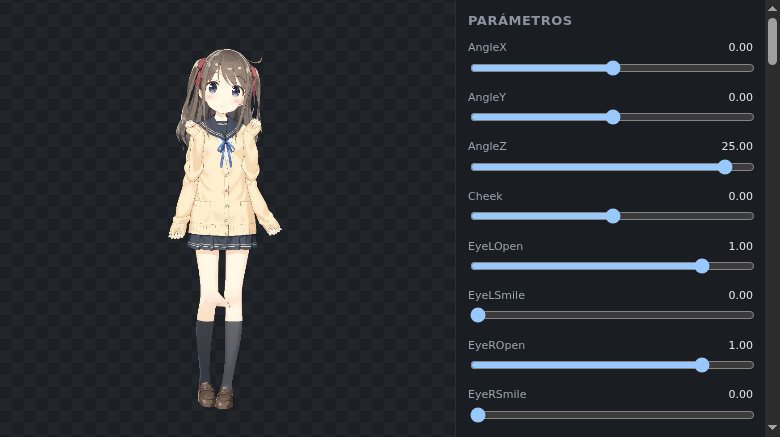 PARÁMETROS
AngleX 0.00
AngleY 0.00
AngleZ 25.00
Cheek 0.00
EyeLOpen 1.00
EyeLSmile 0.00
EyeROpen 1.00
EyeRSmile 0.00